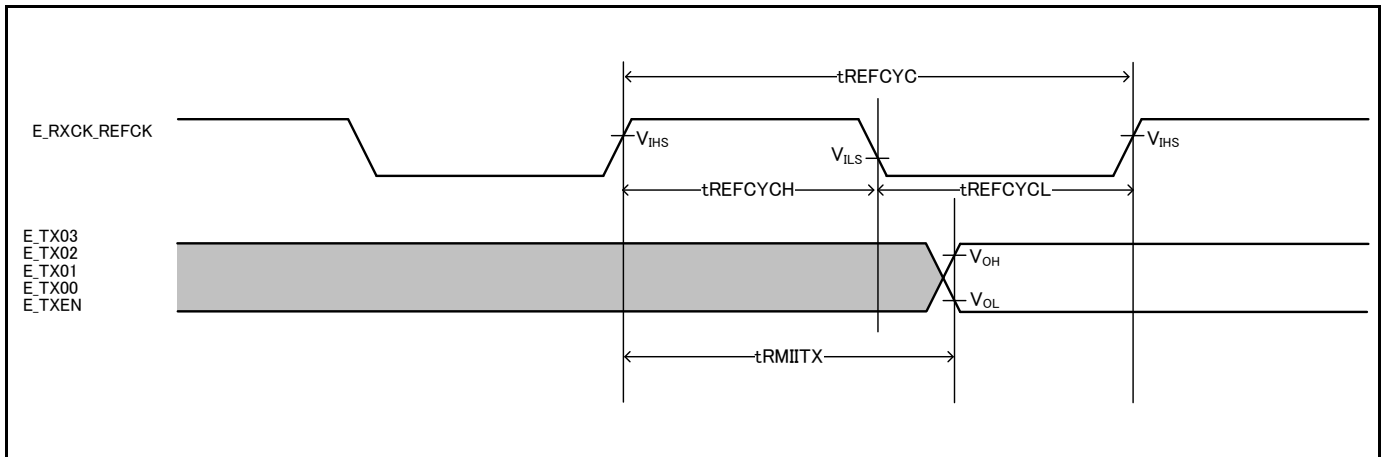 tREFCYC
E_RXCK_REFCK
VIHS
VILS
VIHS
tREFCYCH
tREFCYCL
E_TX03
E_TX02
E_TX01
E_TX00
E_TXEN
VOH
VOL
tRMIITX